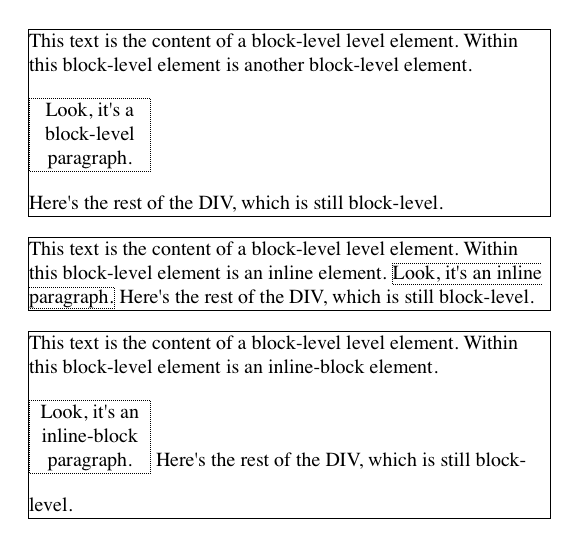 This text is the content of a block-level level element. Within
this block-level element is another block-level element.
Look, it's a
block-level
paragraph.
Here's the rest of the DIV, which is still block-level.
This text is the content of a block-level level element. Within
this block-level element is an inline element. Look, it's an inline
paragraph. Here's the rest of the DIV, which is still block-level.
This text is the content of a block-level level element. Within
this block-level element is an inline-block element.
Look, it's an
inline-block
paragraph. Here's the rest of the DIV, which is still block-
level.